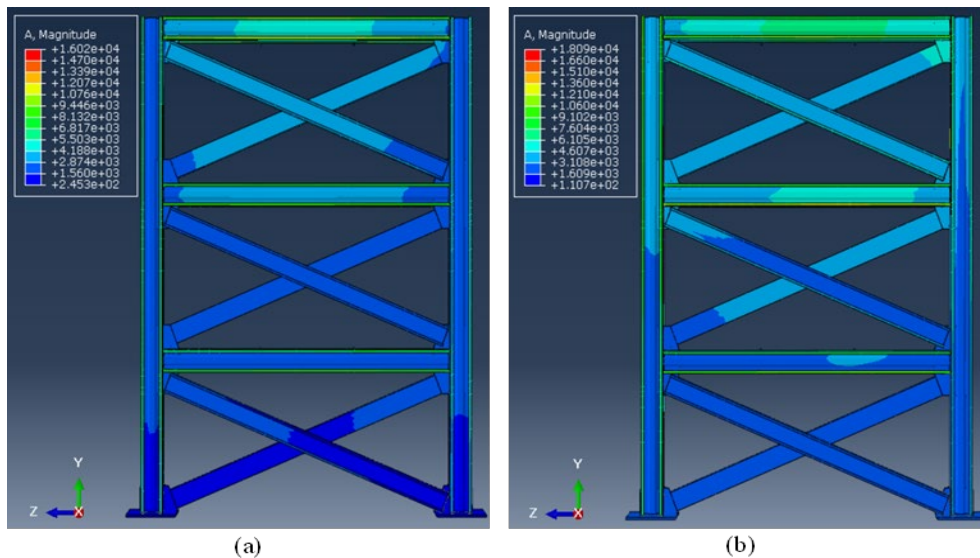 A, Magnitude
+1.602e+04
+1.470e+04
+1.339e+04
+1.207e+04
+1.076e+04
+9.446e+03
+8.132e+03
+6.817e+03
+5.503e+03
+4.188e+03
+2.874e+03
+1.560e+03
+2.453e+02
Y
Z
X
(a)
A, Magnitude
+1.809e+04
+1.660e+04
+1.510e+04
+1.360e+04
+1.210e+04
+1.060e+04
+9.102e+03
+7.604e+03
+6.105e+03
+4.607e+03
+3.108e+03
+1.609e+03
+1.107e+02
Y
Z
X
(b)